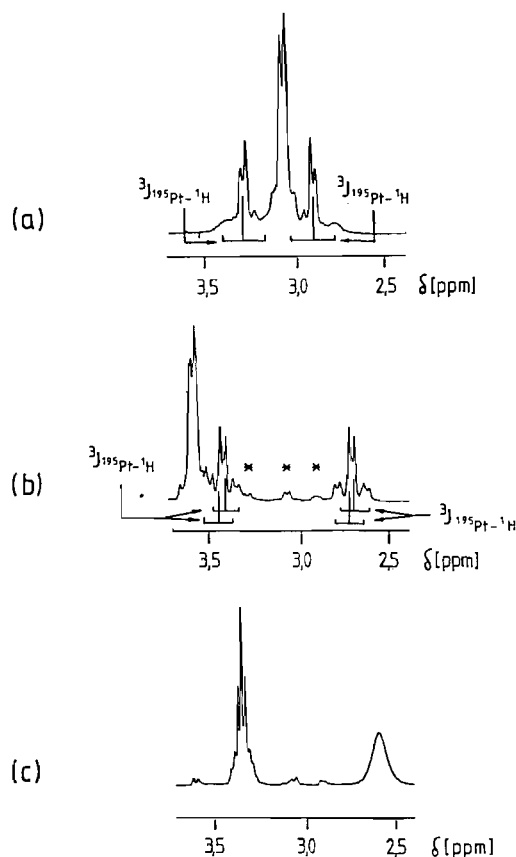 (a)
³J195Pt-1H
³J195Pt-1H
3,5 3,0 2,5 δ[ppm]
(b)
³J195Pt-1H
* * *
³J195Pt-1H
3,5 3,0 2,5 δ[ppm]
(c)
3,5 3,0 2,5 δ[ppm]